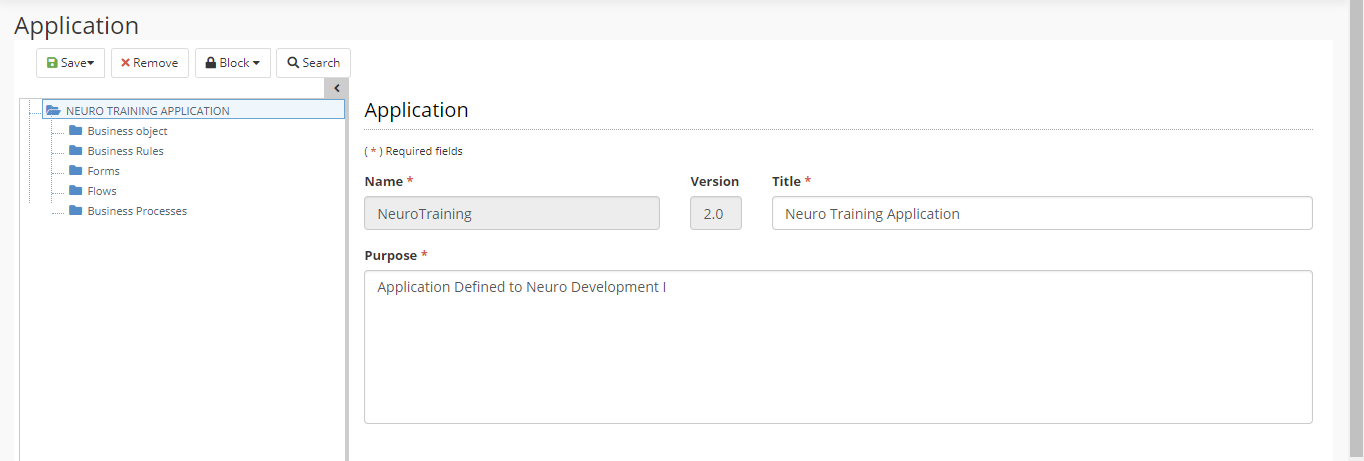 Application
Save Remove Block Search
NEURO TRAINING APPLICATION
Business object
Business Rules
Forms
Flows
Business Processes
Application
( * ) Required fields
Name * Version Title *
NeuroTraining 2.0 Neuro Training Application
Purpose *
Application Defined to Neuro Development I